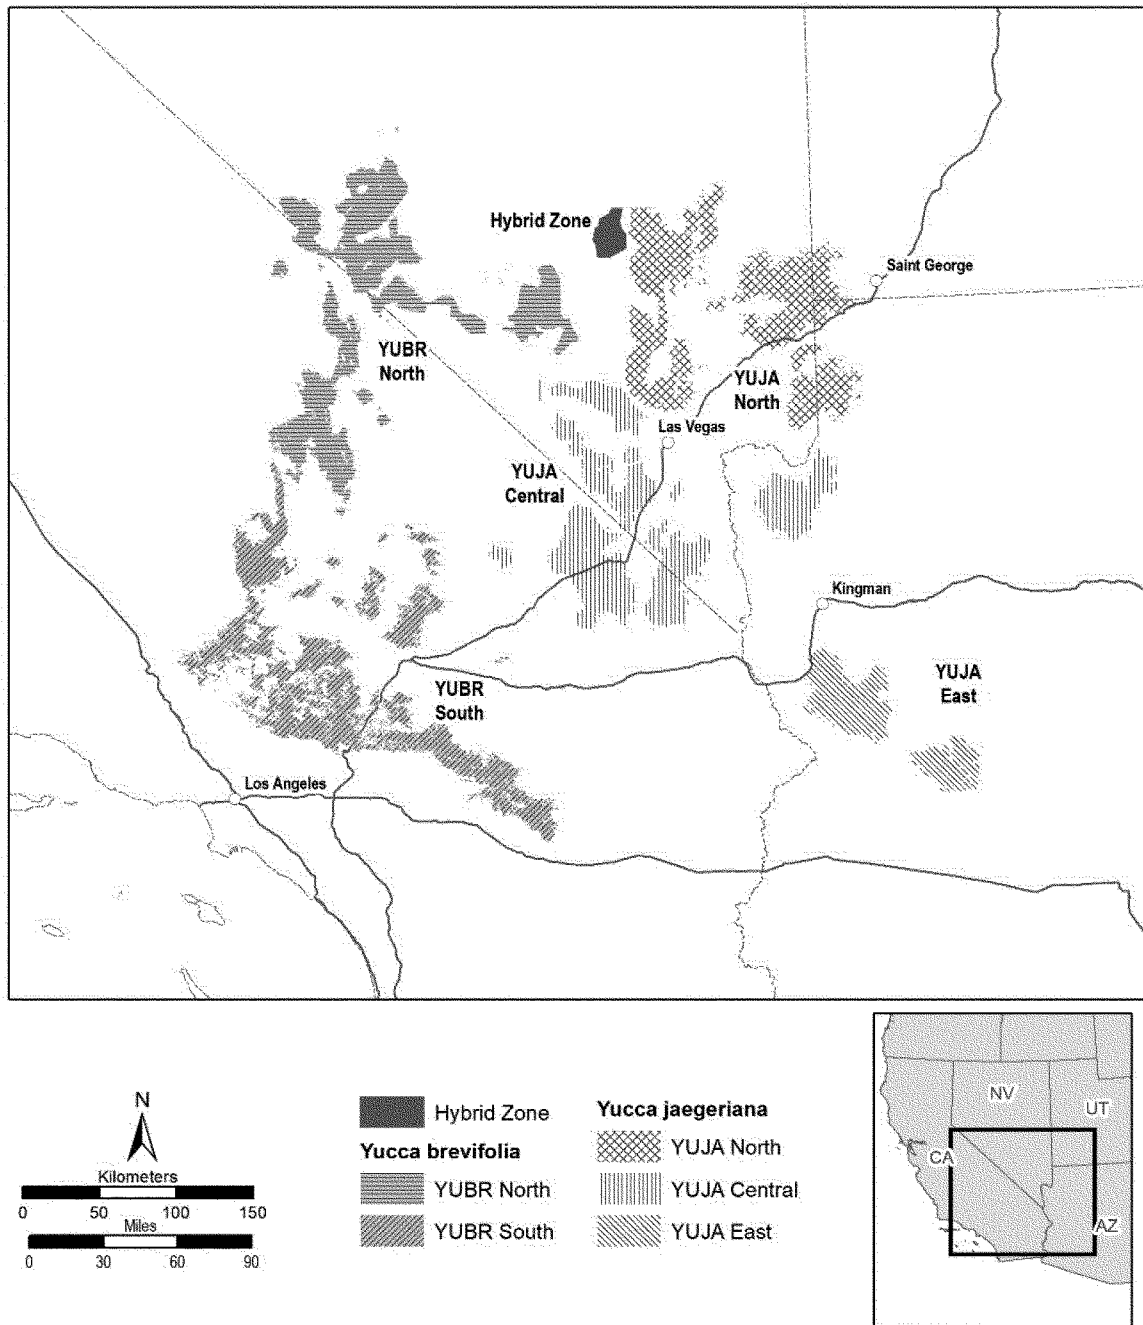 Hybrid Zone
Saint George
YUBR
North
YUJA
North
Las Vegas
YUJA
Central
Kingman
YUJA
East
YUBR
South
Los Angeles
N
Kilometers
0 50 100 150
Miles
0 30 60 90
Hybrid Zone
Yucca brevifolia
YUBR North
YUBR South
Yucca jaegeriana
YUJA North
YUJA Central
YUJA East
NV
UT
CA
AZ